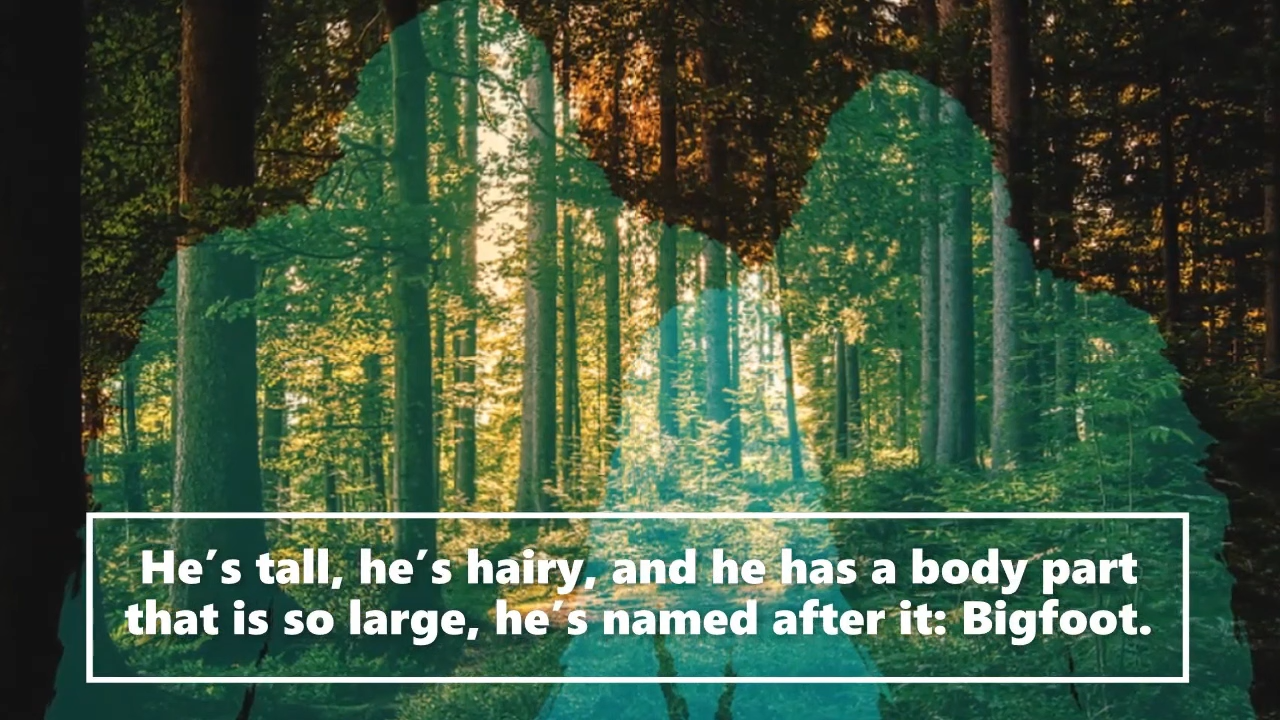 He’s tall, he’s hairy, and he has a body part
that is so large, he’s named after it: Bigfoot.